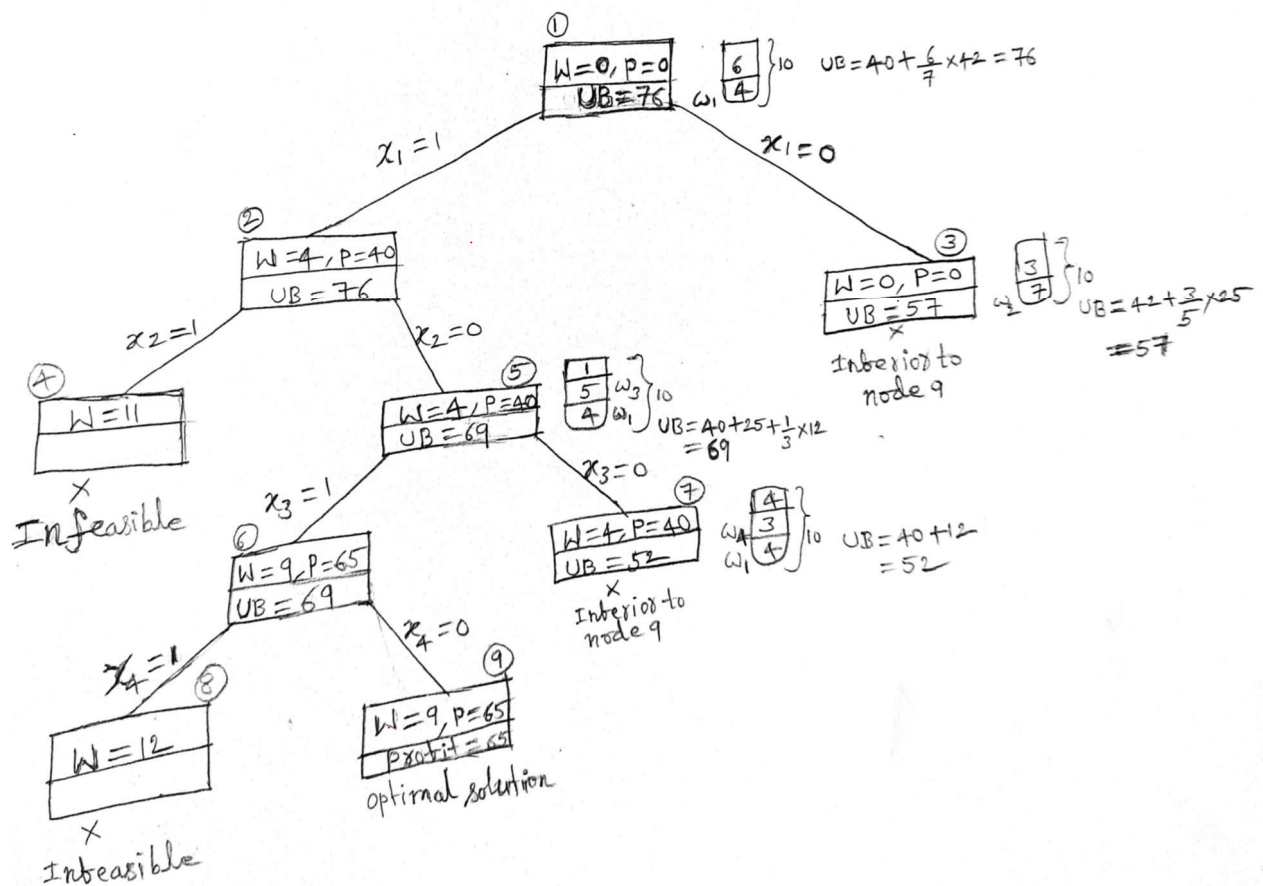 ①
W=0, P=0
UB=76
6
4
w1
}10
UB=40+6/7×42=76
x1=1
x1=0
②
W=4, P=40
UB=76
③
W=0, P=0
UB=57
×
Inferior to
node 9
3
7
w2
}10
UB=42+3/5×25
=57
x2=1
x2=0
④
W=11
×
Infeasible
⑤
W=4, P=40
UB=69
1
5 w3
4 w1
}10
UB=40+25+1/3×12
=69
x3=1
x3=0
⑥
W=9, P=65
UB=69
⑦
W=4, P=40
UB=52
×
Inferior to
node 9
4
w4 3
w1 4
}10
UB=40+12
=52
x4=1
x4=0
⑧
W=12
×
Infeasible
⑨
W=9, P=65
Profit=65
optimal solution